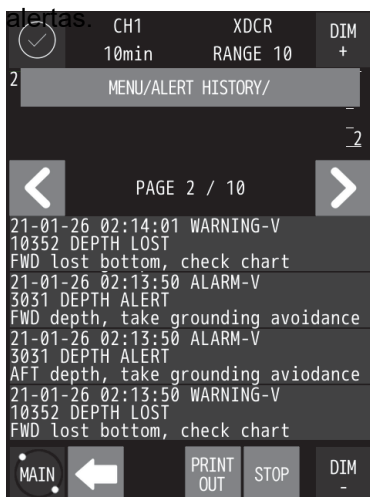 alertas.
CH1 XDCR DIM
10min RANGE 10 +
2 MENU/ALERT HISTORY/
2
PAGE 2 / 10
21-01-26 02:14:01 WARNING-V
10352 DEPTH LOST
FWD lost bottom, check chart
21-01-26 02:13:50 ALARM-V
3031 DEPTH ALERT
FWD depth, take grounding avoidance
21-01-26 02:13:50 ALARM-V
3031 DEPTH ALERT
AFT depth, take grounding aviodance
21-01-26 02:13:50 WARNING-V
10352 DEPTH LOST
FWD lost bottom, check chart
MAIN PRINT OUT STOP DIM -